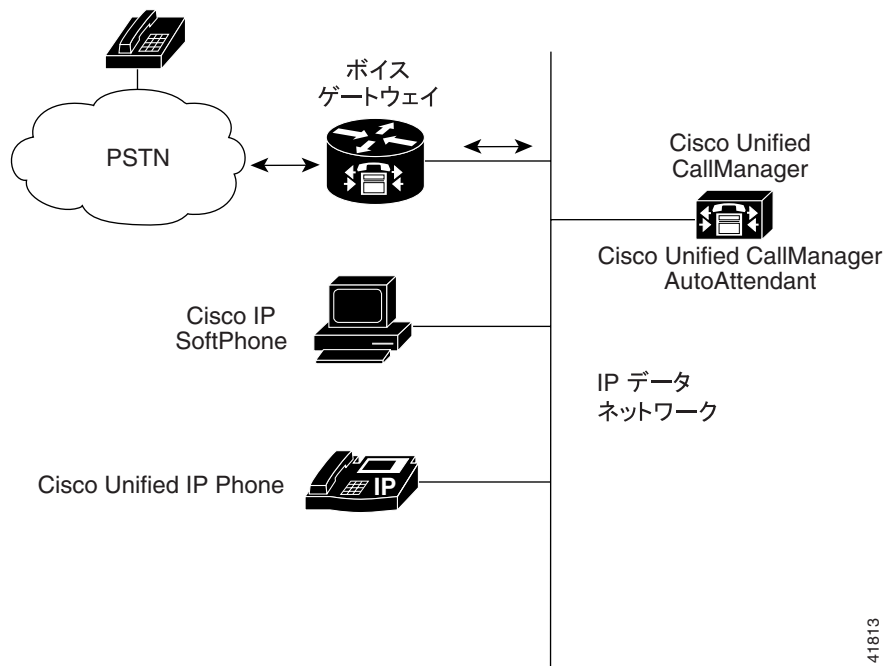 ボイス
ゲートウェイ
PSTN
Cisco Unified
CallManager
Cisco Unified CallManager
AutoAttendant
Cisco IP
SoftPhone
IP データ
ネットワーク
Cisco Unified IP Phone
IP
41813